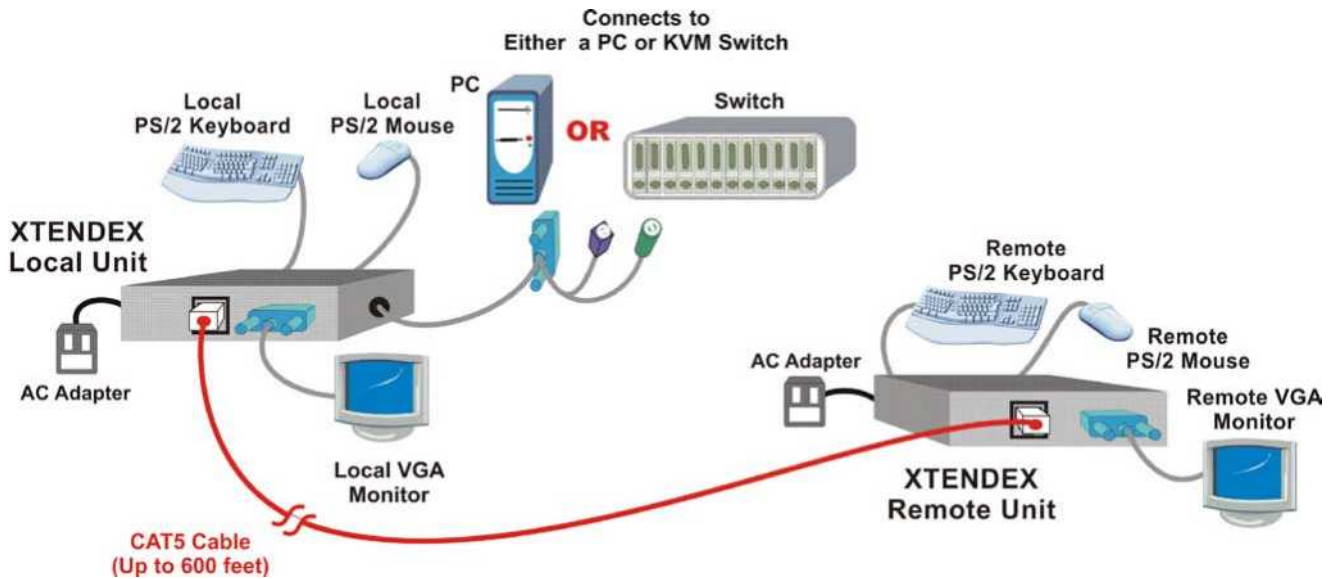 Connects to
Either a PC or KVM Switch
PC
OR
Switch
Local
PS/2 Keyboard
Local
PS/2 Mouse
XTENDEX
Local Unit
AC Adapter
Local VGA
Monitor
CAT5 Cable
(Up to 600 feet)
Remote
PS/2 Keyboard
Remote
PS/2 Mouse
AC Adapter
Remote VGA
Monitor
XTENDEX
Remote Unit